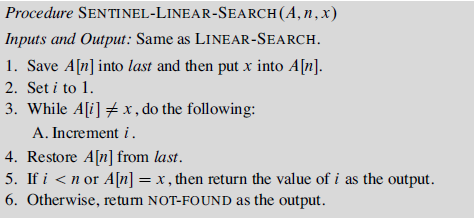 Procedure SENTINEL-LINEAR-SEARCH(A, n, x)
Inputs and Output: Same as LINEAR-SEARCH.
1. Save A[n] into last and then put x into A[n].
2. Set i to 1.
3. While A[i] ≠ x, do the following:
A. Increment i.
4. Restore A[n] from last.
5. If i < n or A[n] = x, then return the value of i as the output.
6. Otherwise, return NOT-FOUND as the output.